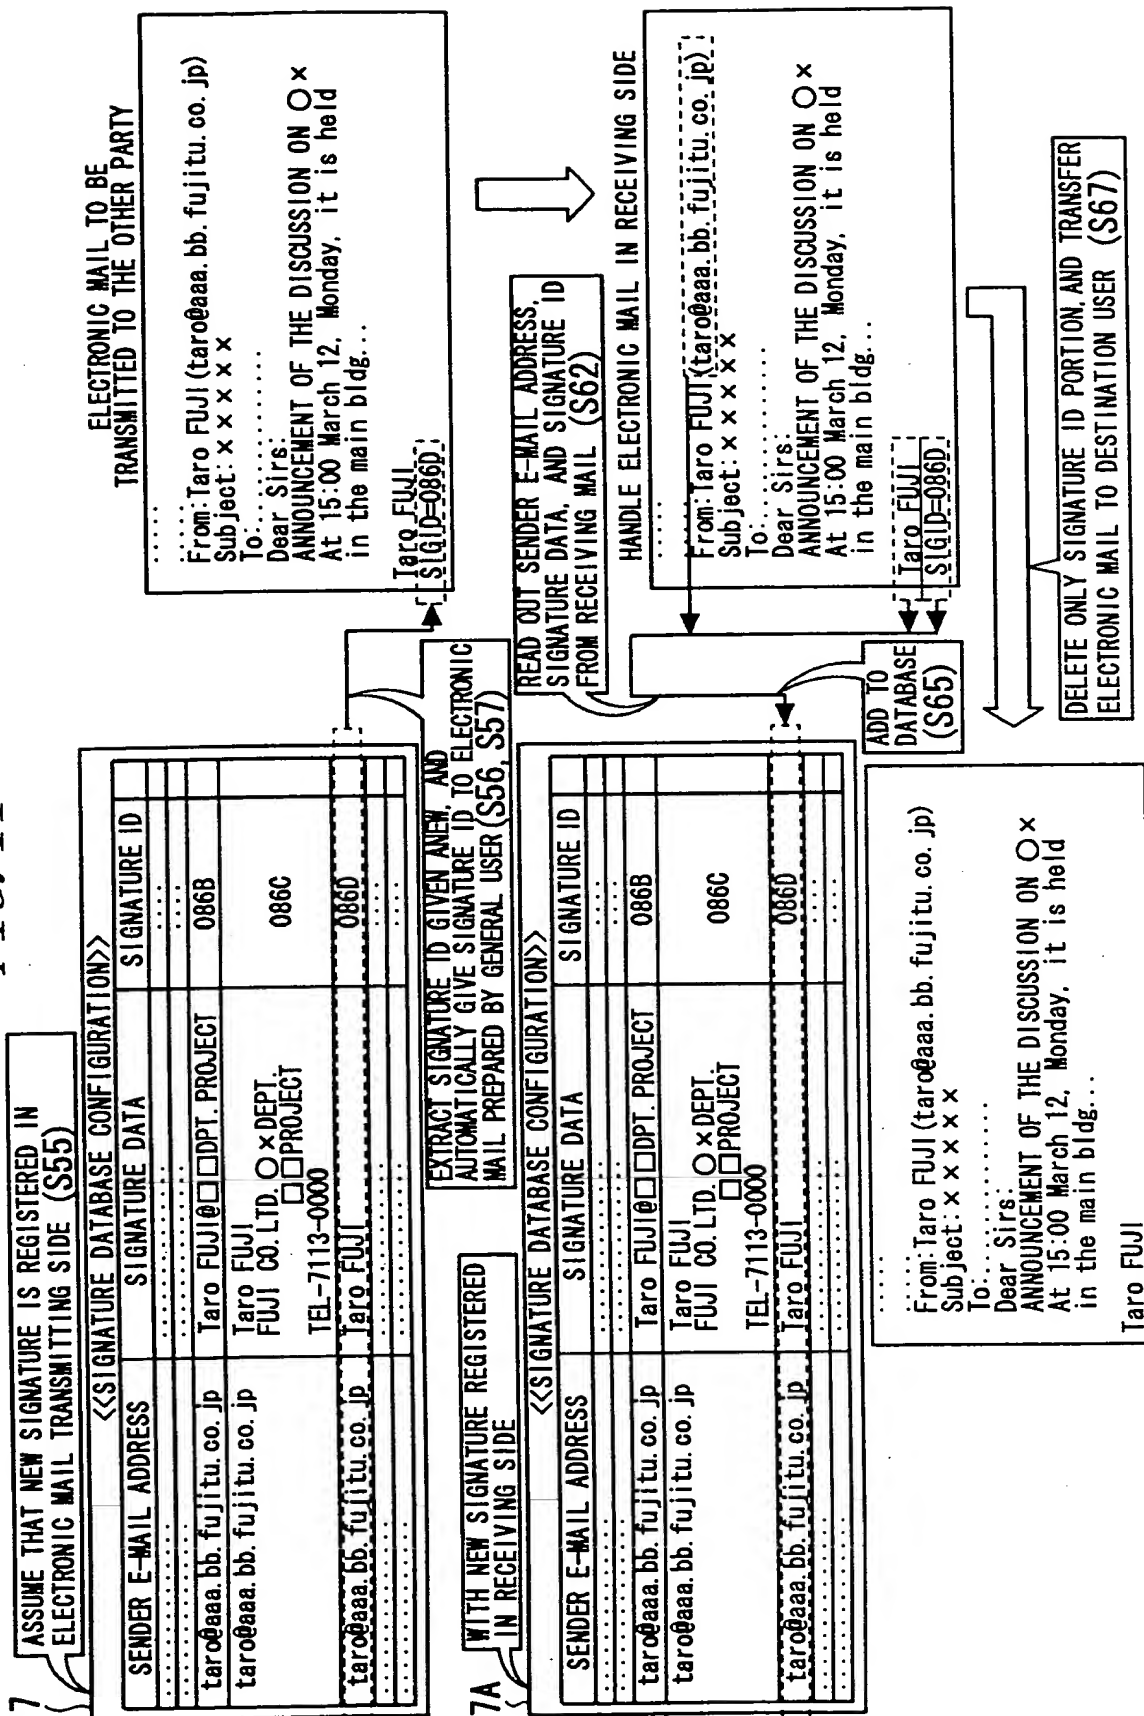 7
ASSUME THAT NEW SIGNATURE IS REGISTERED IN
ELECTRONIC MAIL TRANSMITTING SIDE (S55)
<<SIGNATURE DATABASE CONFIGURATION>>
SENDER E-MAIL ADDRESS SIGNATURE DATA SIGNATURE ID
taro@aaa.bb.fujitu.co.jp Taro FUJI@□□DPT.PROJECT 086B
taro@aaa.bb.fujitu.co.jp Taro FUJI
FUJI CO.LTD.○×DEPT.
□□PROJECT
TEL-7113-0000
086C
taro@aaa.bb.fujitu.co.jp Taro FUJI 086D
EXTRACT SIGNATURE ID GIVEN ANEW, AND
AUTOMATICALLY GIVE SIGNATURE ID TO ELECTRONIC
MAIL PREPARED BY GENERAL USER (S56, S57)
ELECTRONIC MAIL TO BE
TRANSMITTED TO THE OTHER PARTY
.....
.....
From:Taro FUJI(taro@aaa.bb.fujitu.co.jp)
Subject:×××××
To...........
Dear Sirs:
ANNOUNCEMENT OF THE DISCUSSION ON ○×
At 15:00 March 12, Monday, it is held
in the main bldg...
Taro FUJI
SIGID=086D
7A
WITH NEW SIGNATURE REGISTERED
IN RECEIVING SIDE
<<SIGNATURE DATABASE CONFIGURATION>>
SENDER E-MAIL ADDRESS SIGNATURE DATA SIGNATURE ID
taro@aaa.bb.fujitu.co.jp Taro FUJI@□□DPT.PROJECT 086B
taro@aaa.bb.fujitu.co.jp Taro FUJI
FUJI CO.LTD.○×DEPT.
□□PROJECT
TEL-7113-0000
086C
taro@aaa.bb.fujitu.co.jp Taro FUJI 086D
READ OUT SENDER E-MAIL ADDRESS,
SIGNATURE DATA, AND SIGNATURE ID
FROM RECEIVING MAIL (S62)
HANDLE ELECTRONIC MAIL IN RECEIVING SIDE
.....
From:Taro FUJI(taro@aaa.bb.fujitu.co.jp)
Subject:×××××
To...........
Dear Sirs:
ANNOUNCEMENT OF THE DISCUSSION ON ○×
At 15:00 March 12, Monday, it is held
in the main bldg...
Taro FUJI
SIGID=086D
ADD TO
DATABASE
(S65)
.....
.....
From:Taro FUJI(taro@aaa.bb.fujitu.co.jp)
Subject:×××××
To...........
Dear Sirs:
ANNOUNCEMENT OF THE DISCUSSION ON ○×
At 15:00 March 12, Monday, it is held
in the main bldg...
Taro FUJI
DELETE ONLY SIGNATURE ID PORTION, AND TRANSFER
ELECTRONIC MAIL TO DESTINATION USER (S67)